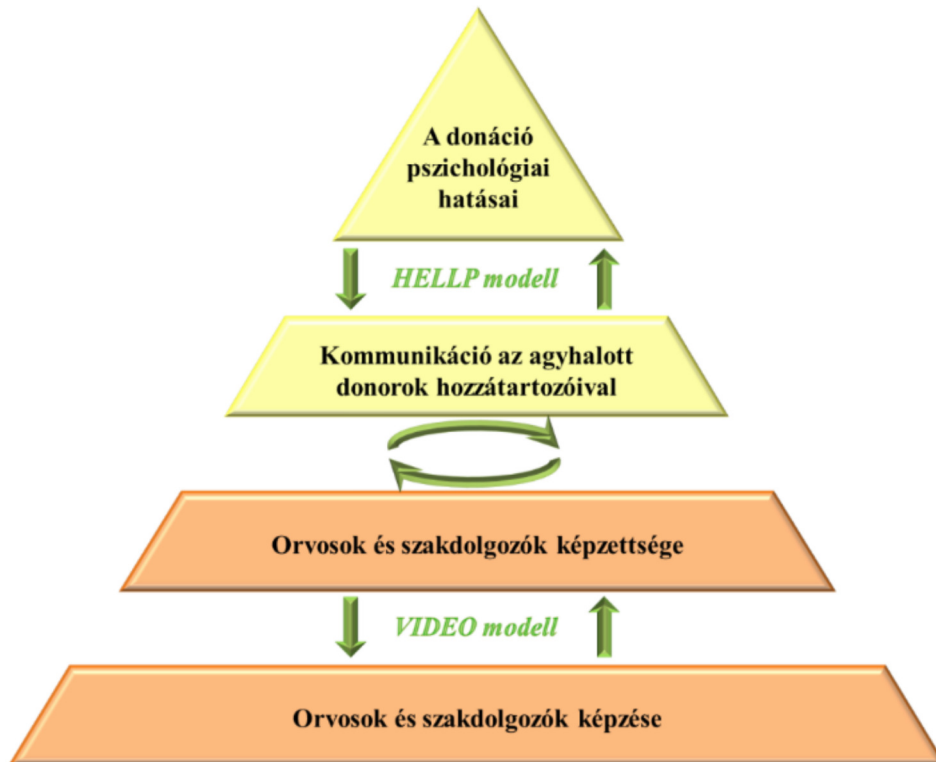 A donáció
pszichológiai
hatásai
HELLP modell
Kommunikáció az agyhalott
donorok hozzátartozóival
Orvosok és szakdolgozók képzettsége
VIDEO modell
Orvosok és szakdolgozók képzése